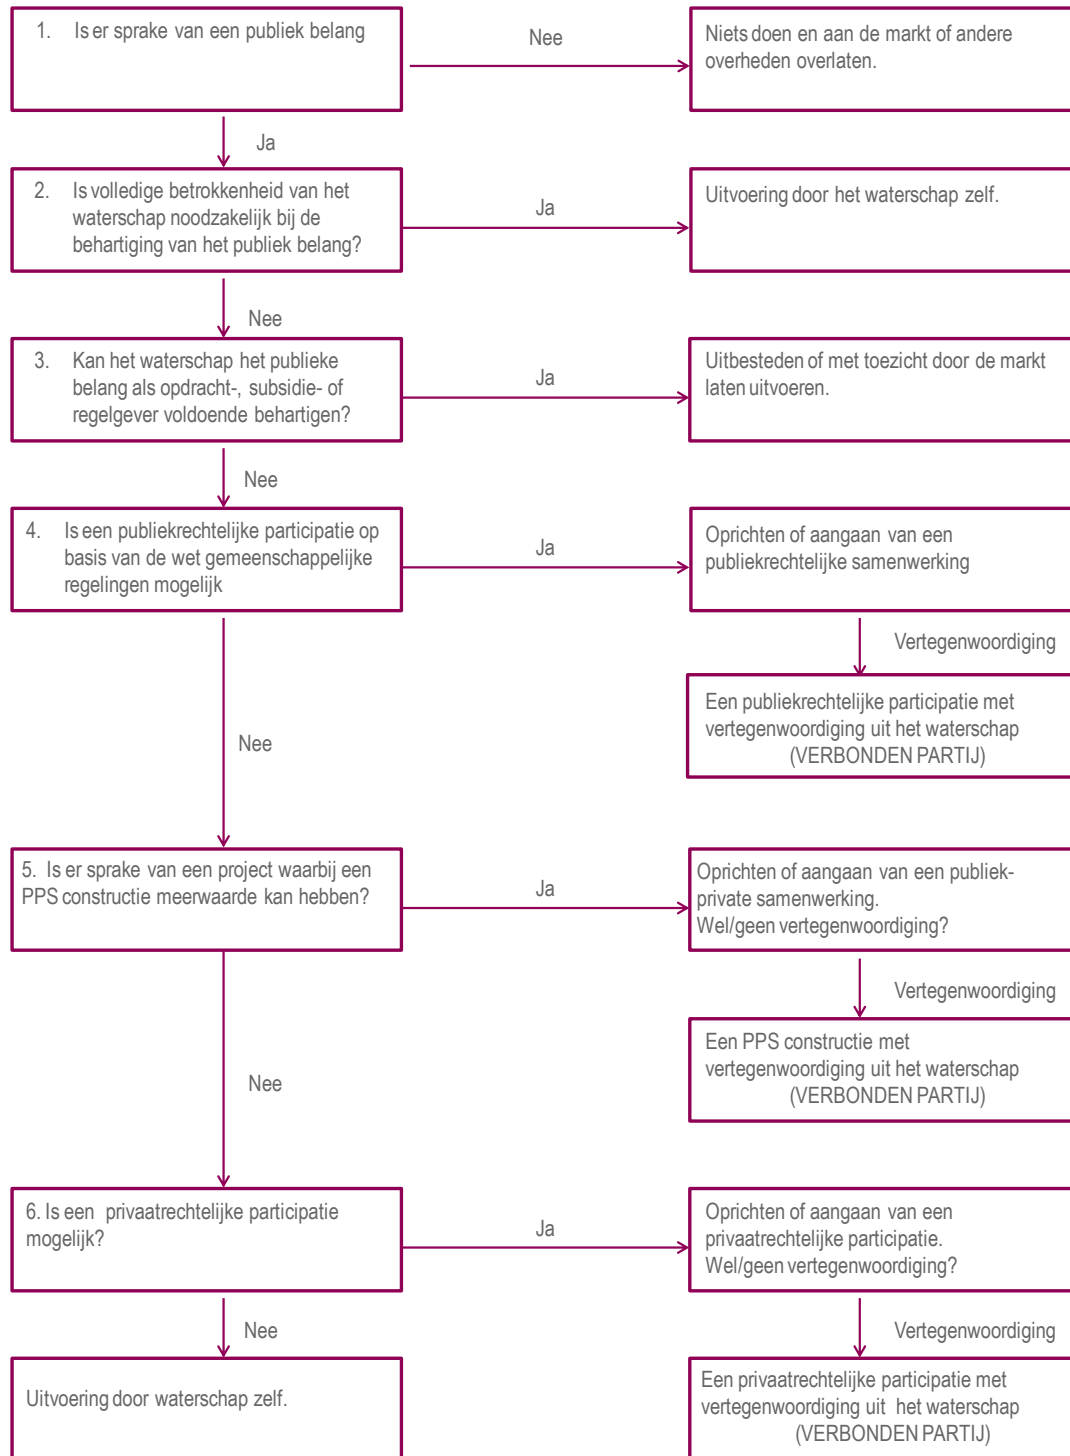 1. Is er sprake van een publiek belang
Nee
Niets doen en aan de markt of andere
overheden overlaten.
Ja
2. Is volledige betrokkenheid van het
waterschap noodzakelijk bij de
behartiging van het publiek belang?
Ja
Uitvoering door het waterschap zelf.
Nee
3. Kan het waterschap het publieke
belang als opdracht-, subsidie- of
regelgever voldoende behartigen?
Ja
Uitbesteden of met toezicht door de markt
laten uitvoeren.
Nee
4. Is een publiekrechtelijke participatie op
basis van de wet gemeenschappelijke
regelingen mogelijk
Ja
Oprichten of aangaan van een
publiekrechtelijke samenwerking
Vertegenwoordiging
Een publiekrechtelijke participatie met
vertegenwoordiging uit het waterschap
(VERBONDEN PARTIJ)
Nee
5. Is er sprake van een project waarbij een
PPS constructie meerwaarde kan hebben?
Ja
Oprichten of aangaan van een publiek-
private samenwerking.
Wel/geen vertegenwoordiging?
Vertegenwoordiging
Een PPS constructie met
vertegenwoordiging uit het waterschap
(VERBONDEN PARTIJ)
Nee
6. Is een privaatrechtelijke participatie
mogelijk?
Ja
Oprichten of aangaan van een
privaatrechtelijke participatie.
Wel/geen vertegenwoordiging?
Nee
Vertegenwoordiging
Uitvoering door waterschap zelf.
Een privaatrechtelijke participatie met
vertegenwoordiging uit het waterschap
(VERBONDEN PARTIJ)